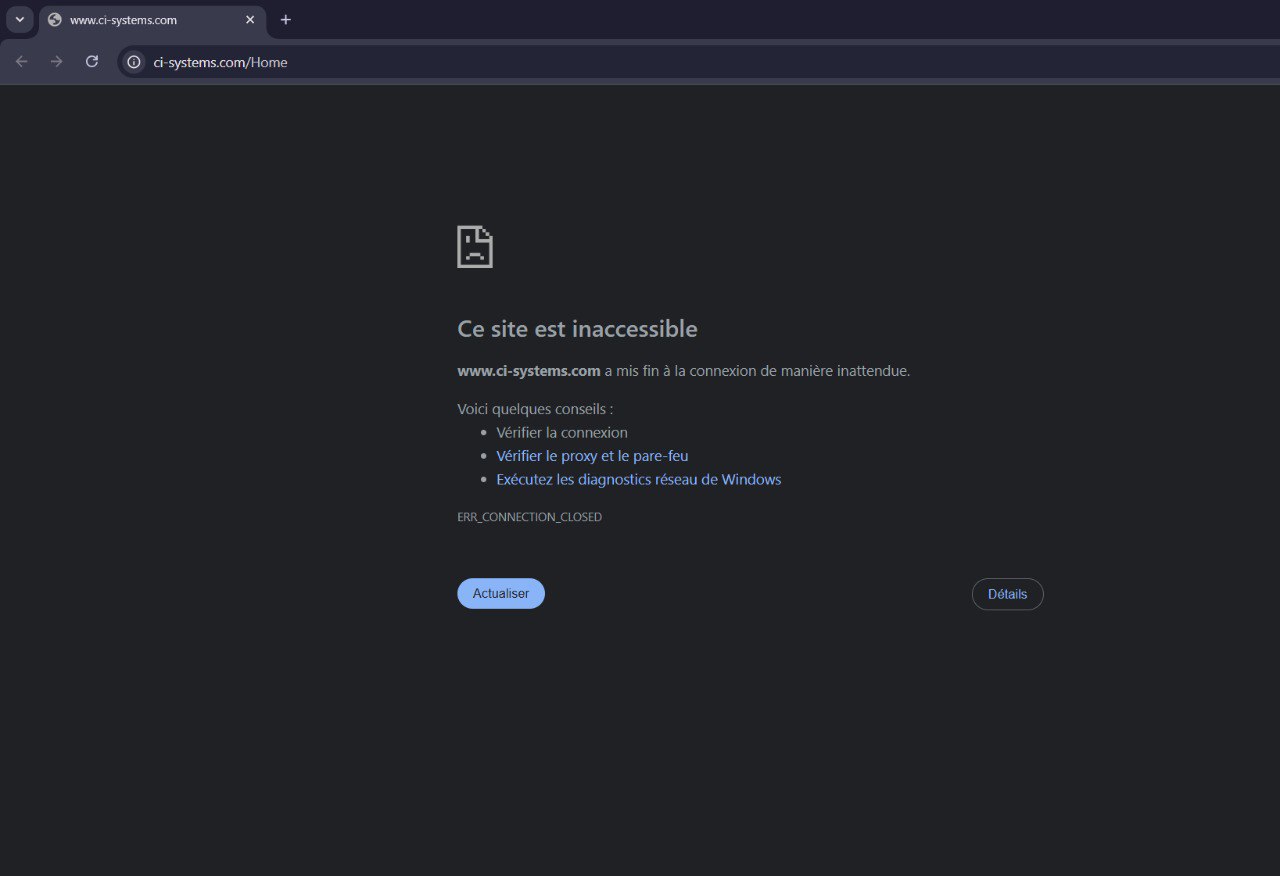 www.ci-systems.com
ci-systems.com/Home
Ce site est inaccessible
www.ci-systems.com a mis fin à la connexion de manière inattendue.
Voici quelques conseils :
Vérifier la connexion
Vérifier le proxy et le pare-feu
Exécutez les diagnostics réseau de Windows
ERR_CONNECTION_CLOSED
Actualiser
Détails